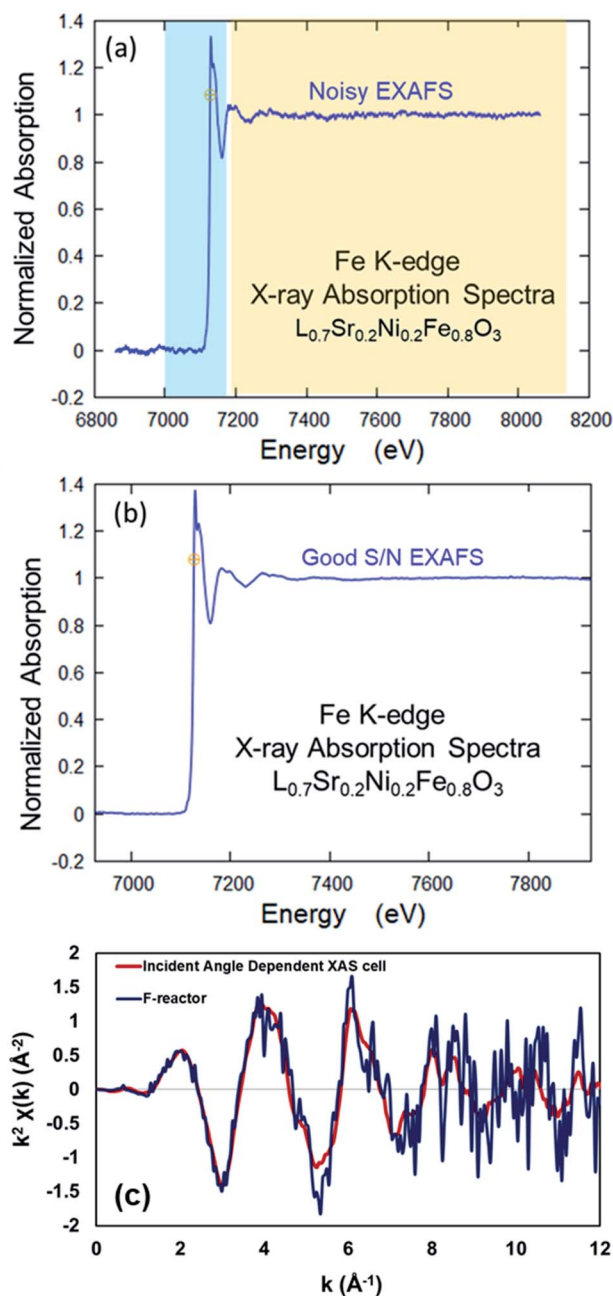 (a)
Noisy EXAFS
Fe K-edge
X-ray Absorption Spectra
L₀.₇Sr₀.₂Ni₀.₂Fe₀.₈O₃
Normalized Absorption
1.4
1.2
1
0.8
0.6
0.4
0.2
0
-0.2
6800 7000 7200 7400 7600 7800 8000 8200
Energy (eV)
(b)
Good S/N EXAFS
Fe K-edge
X-ray Absorption Spectra
L₀.₇Sr₀.₂Ni₀.₂Fe₀.₈O₃
Normalized Absorption
1.4
1.2
1
0.8
0.6
0.4
0.2
0
-0.2
7000 7200 7400 7600 7800
Energy (eV)
Incident Angle Dependent XAS cell
F-reactor
k² χ(k) (Å⁻²)
2
1.5
1
0.5
0
-0.5
-1
-1.5
-2
(c)
0 2 4 6 8 10 12
k (Å⁻¹)